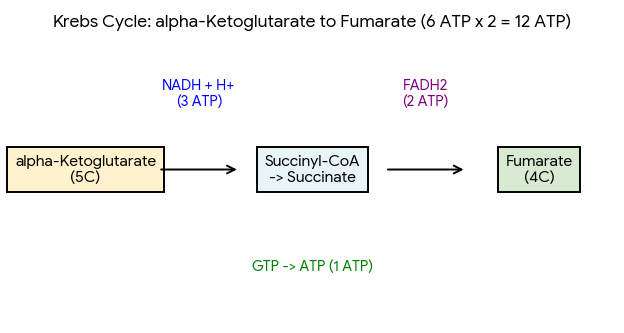 Krebs Cycle: alpha-Ketoglutarate to Fumarate (6 ATP x 2 = 12 ATP)
NADH + H+
(3 ATP)
FADH2
(2 ATP)
alpha-Ketoglutarate
(5C)
Succinyl-CoA
-> Succinate
Fumarate
(4C)
GTP -> ATP (1 ATP)